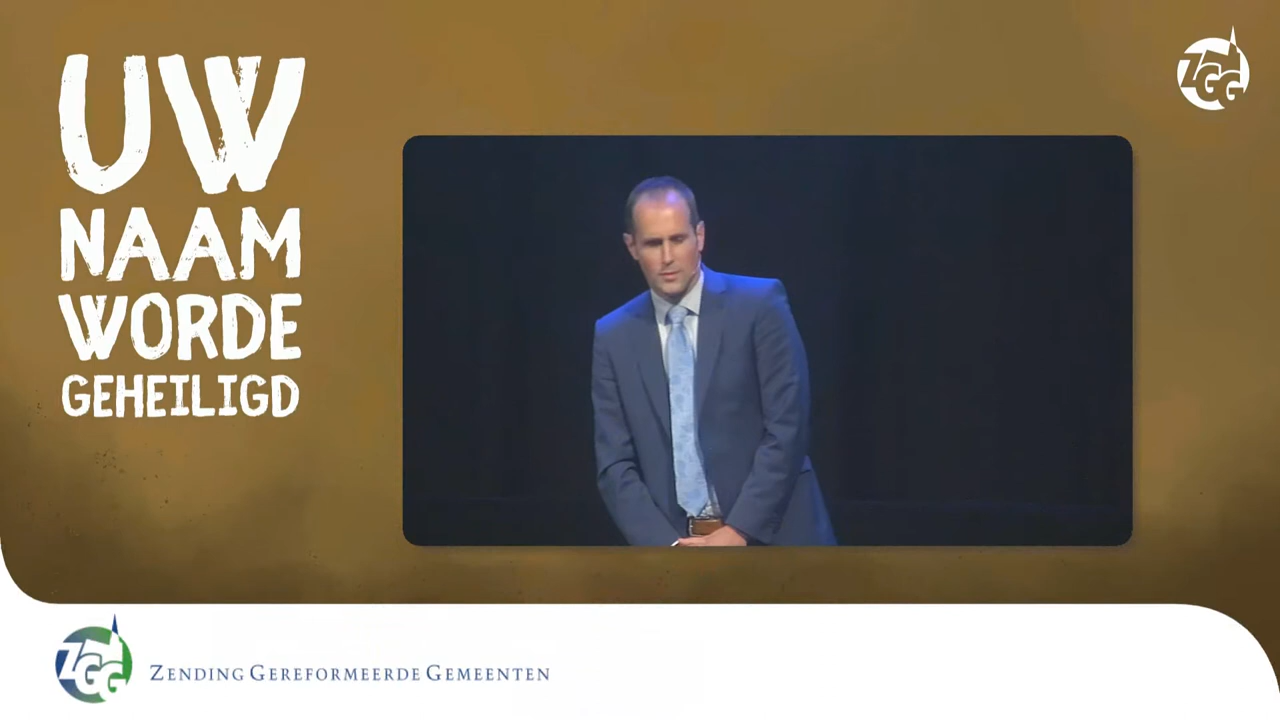 UW
NAAM
WORDE
GEHEILIGD
ZGG
ZGG
ZENDING GEREFORMEERDE GEMEENTEN